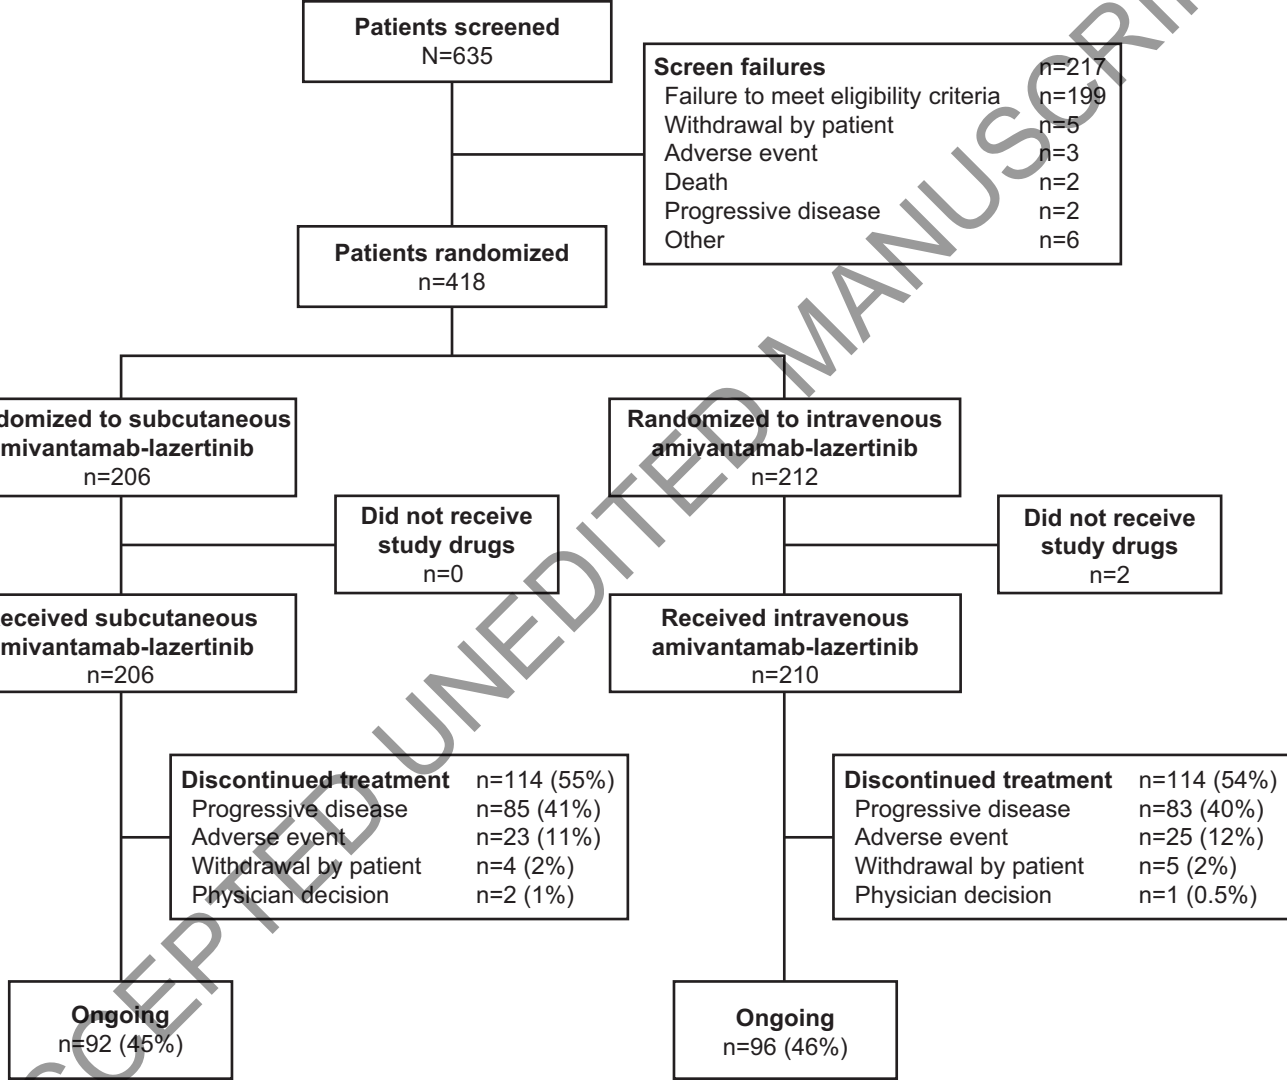 Patients screened
N=635
Screen failures n=217
Failure to meet eligibility criteria n=199
Withdrawal by patient n=5
Adverse event n=3
Death n=2
Progressive disease n=2
Other n=6
Patients randomized
n=418
domized to subcutaneous
mivantamab-lazertinib
n=206
Randomized to intravenous
amivantamab-lazertinib
n=212
Did not receive
study drugs
n=0
Did not receive
study drugs
n=2
eceived subcutaneous
mivantamab-lazertinib
n=206
Received intravenous
amivantamab-lazertinib
n=210
Discontinued treatment n=114 (55%)
Progressive disease n=85 (41%)
Adverse event n=23 (11%)
Withdrawal by patient n=4 (2%)
Physician decision n=2 (1%)
Discontinued treatment n=114 (54%)
Progressive disease n=83 (40%)
Adverse event n=25 (12%)
Withdrawal by patient n=5 (2%)
Physician decision n=1 (0.5%)
Ongoing
n=92 (45%)
Ongoing
n=96 (46%)
CEPTED UNEDITED MANUSCRI